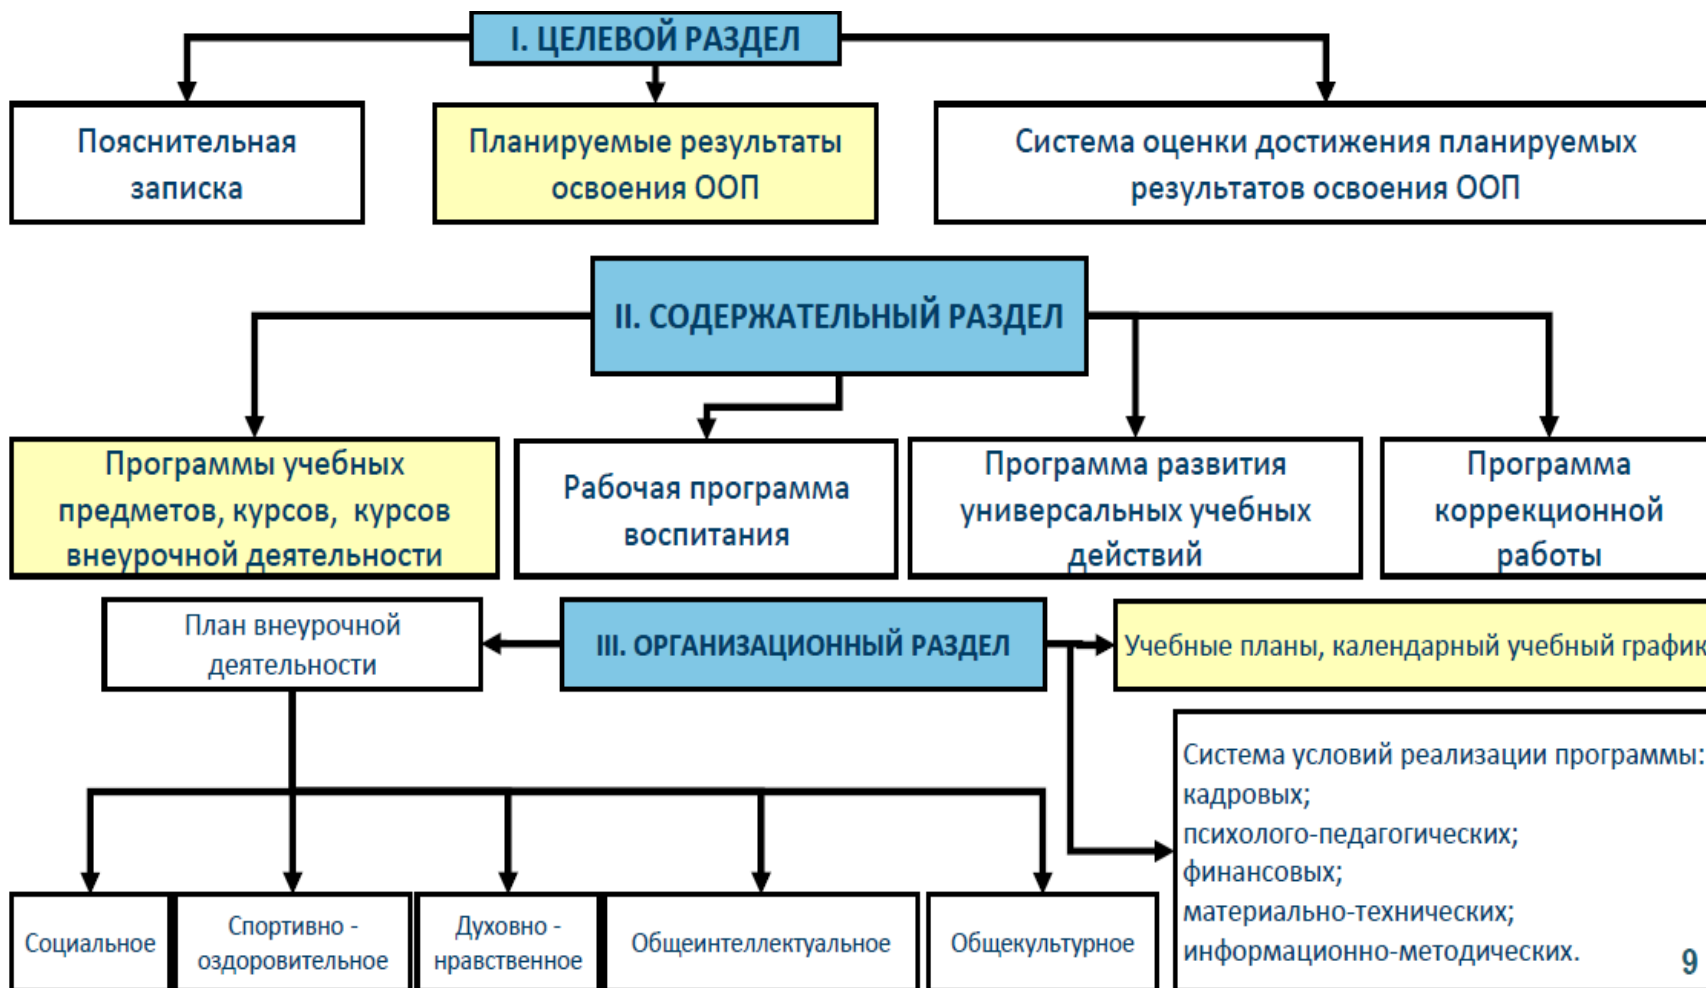 I. ЦЕЛЕВОЙ РАЗДЕЛ
Пояснительная
записка
Планируемые результаты
освоения ООП
Система оценки достижения планируемых
результатов освоения ООП
II. СОДЕРЖАТЕЛЬНЫЙ РАЗДЕЛ
Программы учебных
предметов, курсов, курсов
внеурочной деятельности
Рабочая программа
воспитания
Программа развития
универсальных учебных
действий
Программа
коррекционной
работы
План внеурочной
деятельности
III. ОРГАНИЗАЦИОННЫЙ РАЗДЕЛ
Учебные планы, календарный учебный график
Система условий реализации программы:
кадровых;
психолого-педагогических;
финансовых;
материально-технических;
информационно-методических.
Социальное
Спортивно -
оздоровительное
Духовно -
нравственное
Общеинтеллектуальное
Общекультурное
9